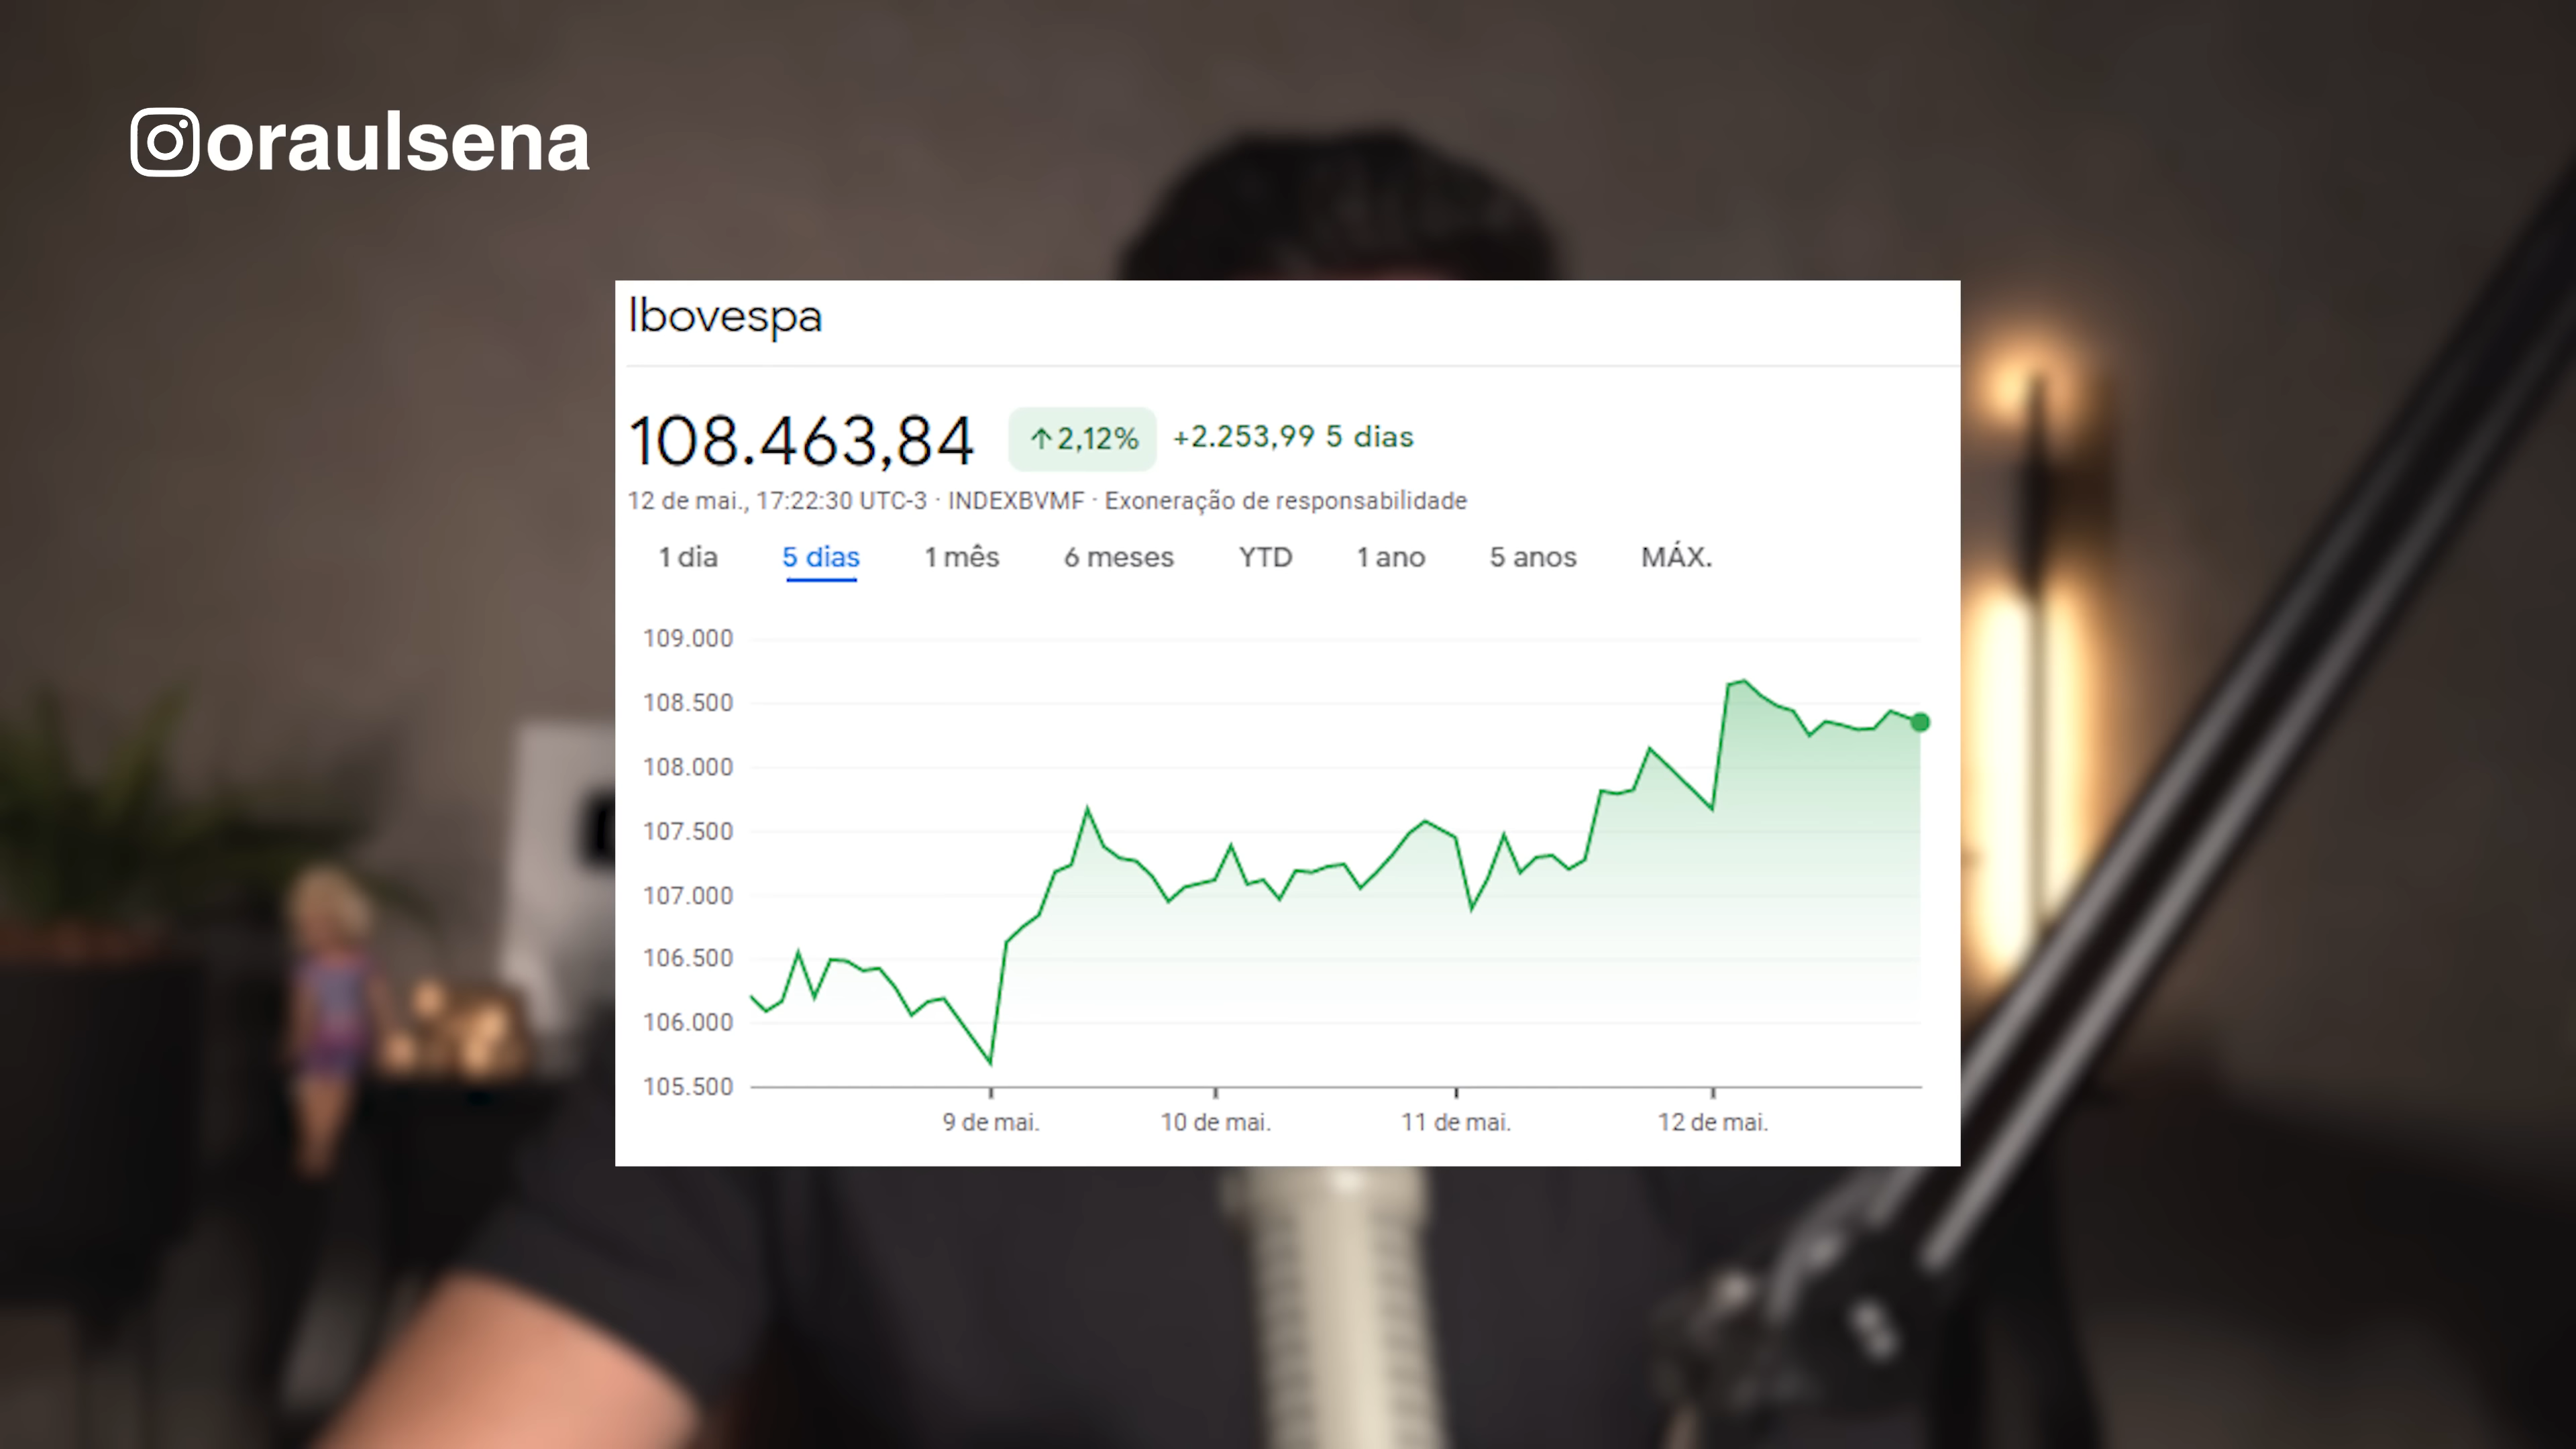 oraulsena
Ibovespa
108.463,84 ↑2,12% +2.253,99 5 dias
12 de mai., 17:22:30 UTC-3 · INDEXBVMF · Exoneração de responsabilidade
1 dia 5 dias 1 mês 6 meses YTD 1 ano 5 anos MÁX.
109.000
108.500
108.000
107.500
107.000
106.500
106.000
105.500
9 de mai. 10 de mai. 11 de mai. 12 de mai.